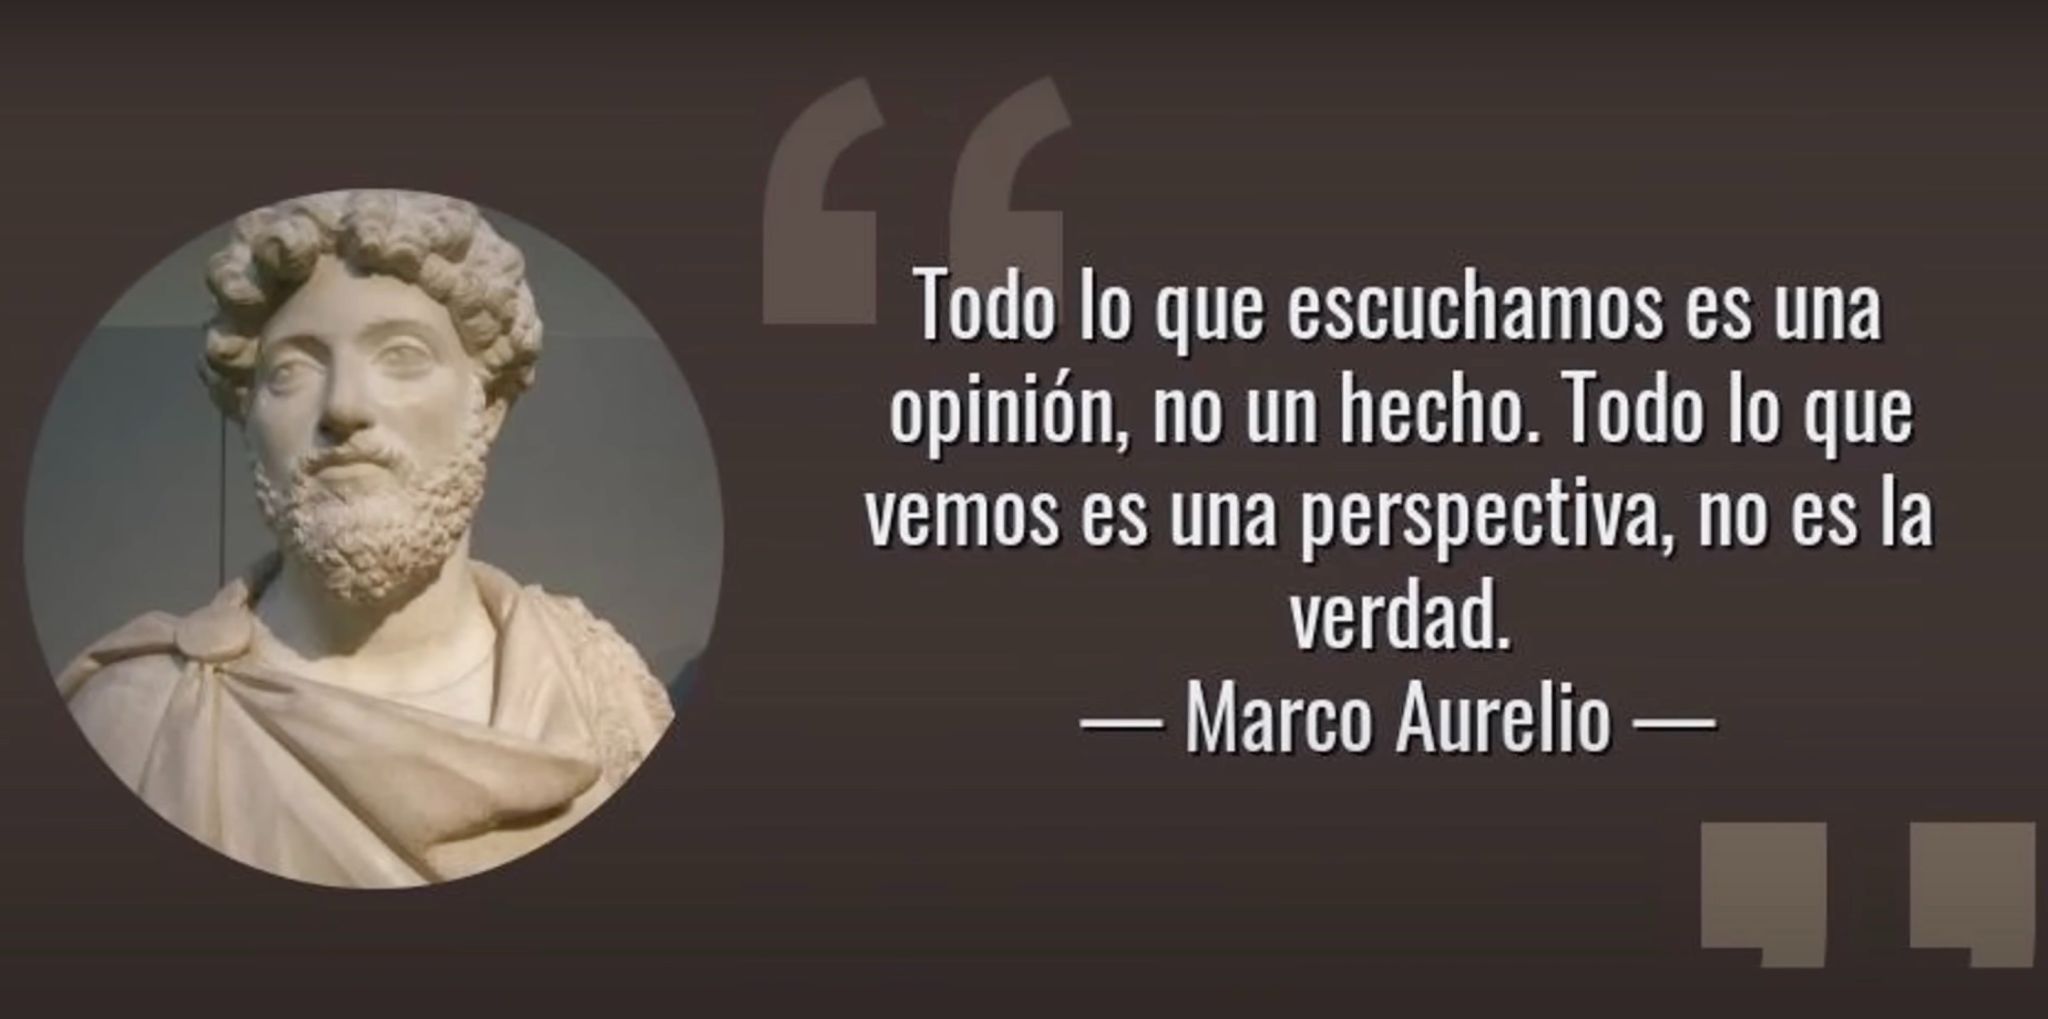 Todo lo que escuchamos es una
opinión, no un hecho. Todo lo que
vemos es una perspectiva, no es la
verdad.
— Marco Aurelio —